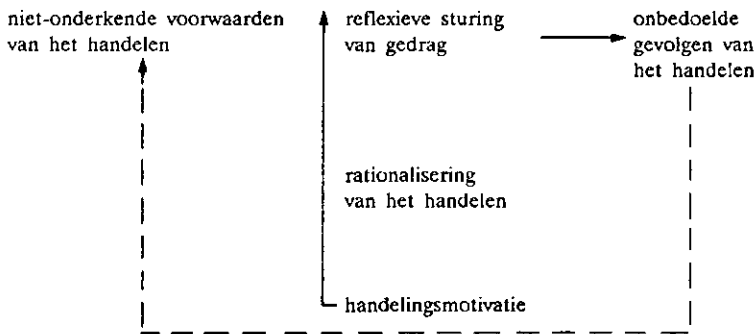 niet-onderkende voorwaarden
van het handelen
reflexieve sturing
van gedrag
onbedoelde
gevolgen van
het handelen
rationalisering
van het handelen
handelingsmotivatie